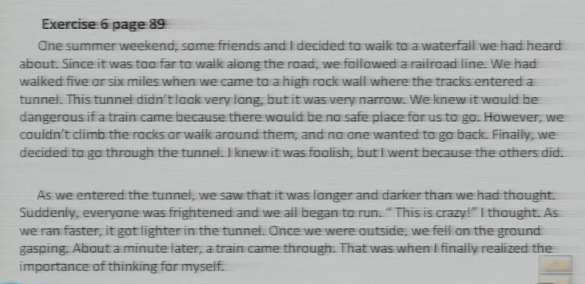 Exercise 6 page 89
One summer weekend, some friends and I decided to walk to a waterfall we had heard
about. Since it was too far to walk along the road, we followed a railroad line. We had
walked five or six miles when we came to a high rock wall where the tracks entered a
tunnel. This tunnel didn't look very long, but it was very narrow. We knew it would be
dangerous if a train came because there would be no safe place for us to go. However, we
couldn't climb the rocks or walk around them, and no one wanted to go back. Finally, we
decided to go through the tunnel. I knew it was foolish, but I went because the others did.
As we entered the tunnel, we saw that it was longer and darker than we had thought.
Suddenly, everyone was frightened and we all began to run. " This is crazy!" I thought. As
we ran faster, it got lighter in the tunnel. Once we were outside, we fell on the ground
gasping. About a minute later, a train came through. That was when I finally realized the
importance of thinking for myself.